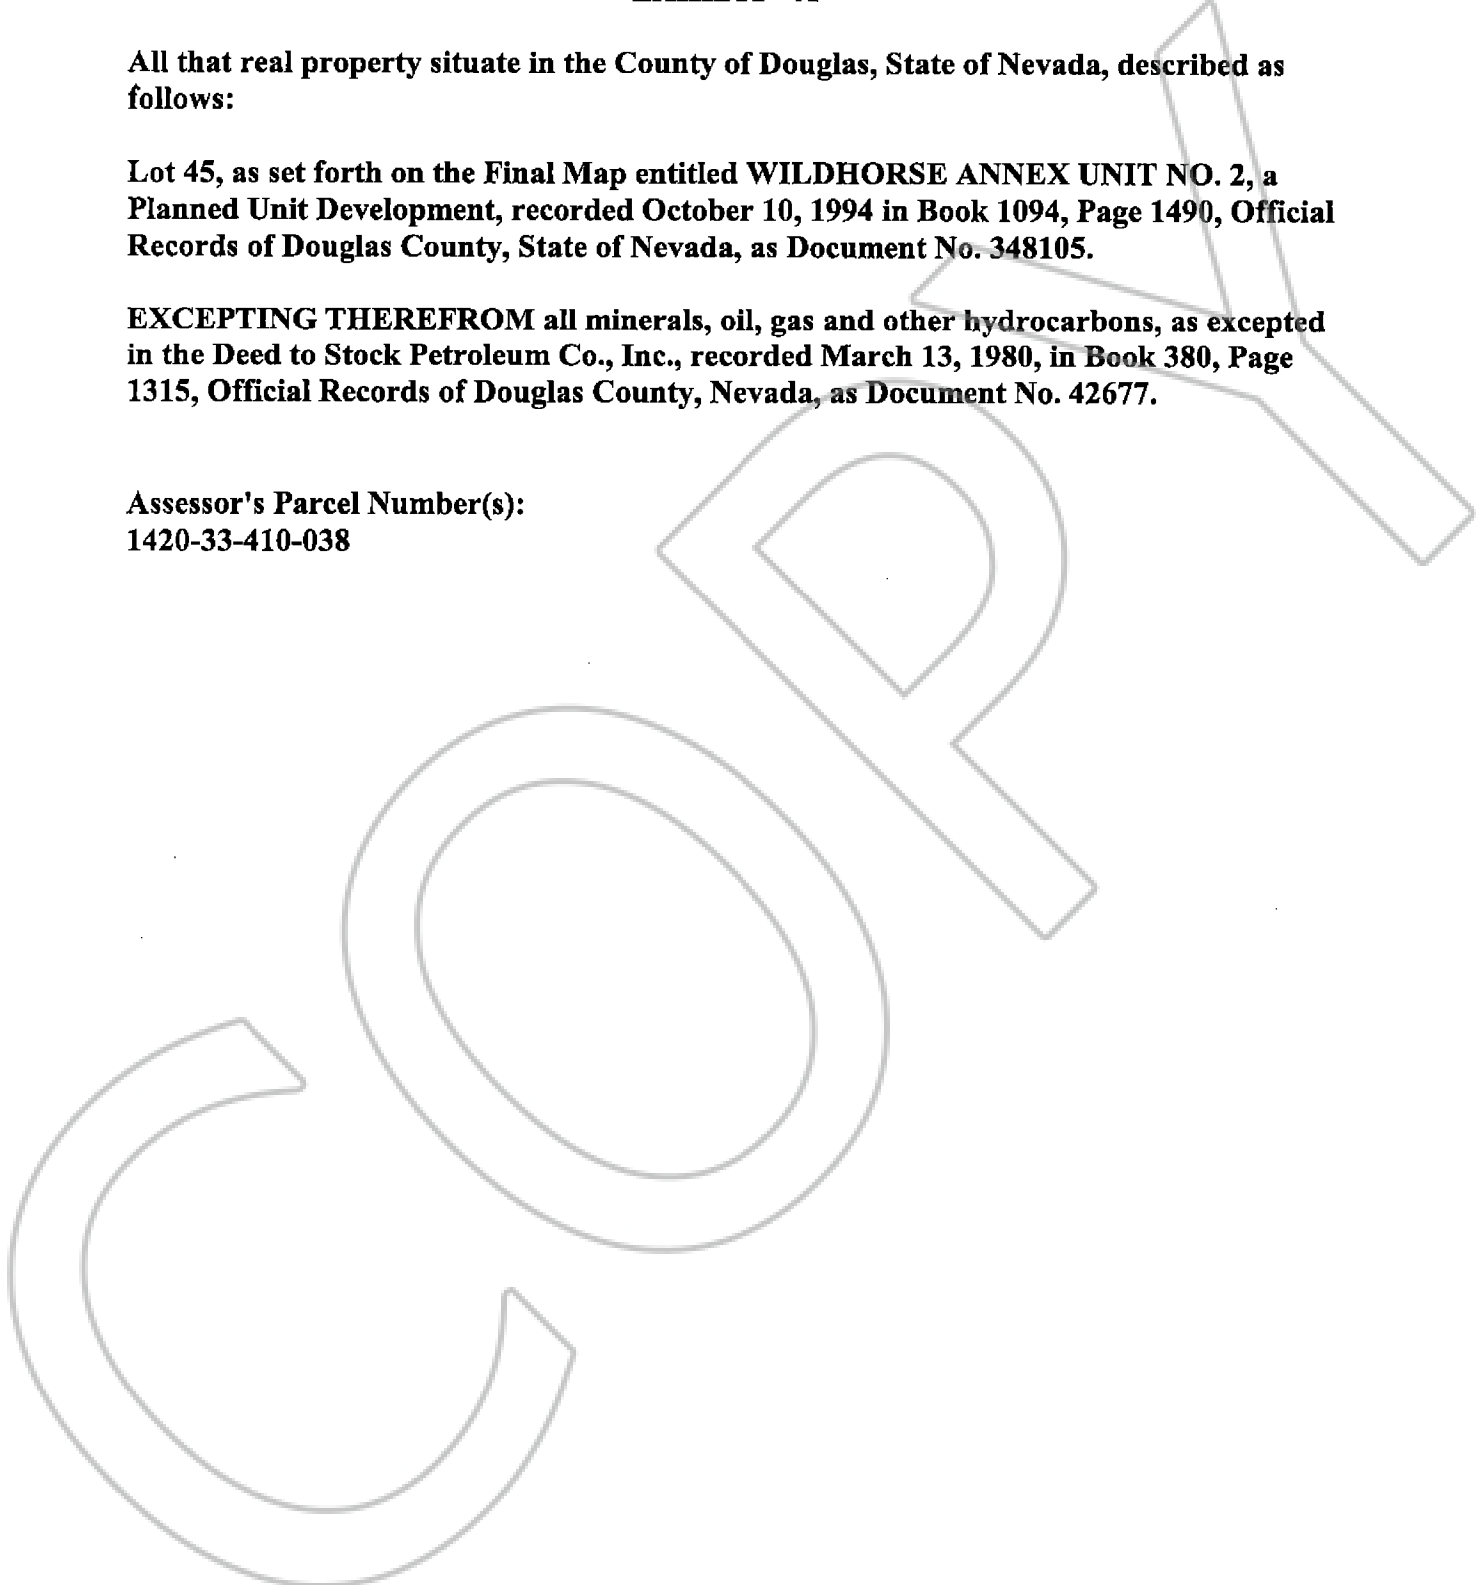 All that real property situate in the County of Douglas, State of Nevada, described as
follows:
Lot 45, as set forth on the Final Map entitled WILDHORSE ANNEX UNIT NO. 2, a
Planned Unit Development, recorded October 10, 1994 in Book 1094, Page 1490, Official
Records of Douglas County, State of Nevada, as Document No. 348105.
EXCEPTING THEREFROM all minerals, oil, gas and other hydrocarbons, as excepted
in the Deed to Stock Petroleum Co., Inc., recorded March 13, 1980, in Book 380, Page
1315, Official Records of Douglas County, Nevada, as Document No. 42677.
Assessor's Parcel Number(s):
1420-33-410-038
COPY